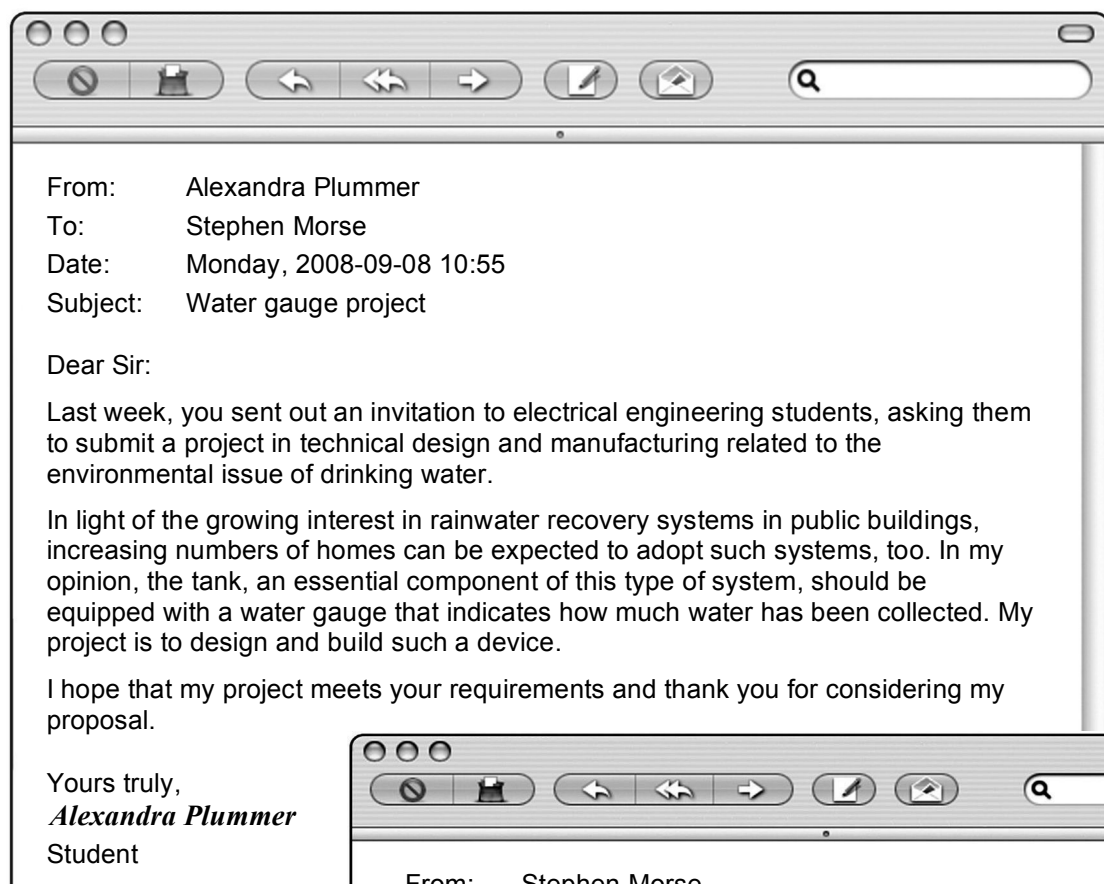 From: Alexandra Plummer
To: Stephen Morse
Date: Monday, 2008-09-08 10:55
Subject: Water gauge project
Dear Sir:
Last week, you sent out an invitation to electrical engineering students, asking them
to submit a project in technical design and manufacturing related to the
environmental issue of drinking water.
In light of the growing interest in rainwater recovery systems in public buildings,
increasing numbers of homes can be expected to adopt such systems, too. In my
opinion, the tank, an essential component of this type of system, should be
equipped with a water gauge that indicates how much water has been collected. My
project is to design and build such a device.
I hope that my project meets your requirements and thank you for considering my
proposal.
Yours truly,
Alexandra Plummer
Student
From: Stephen Morse